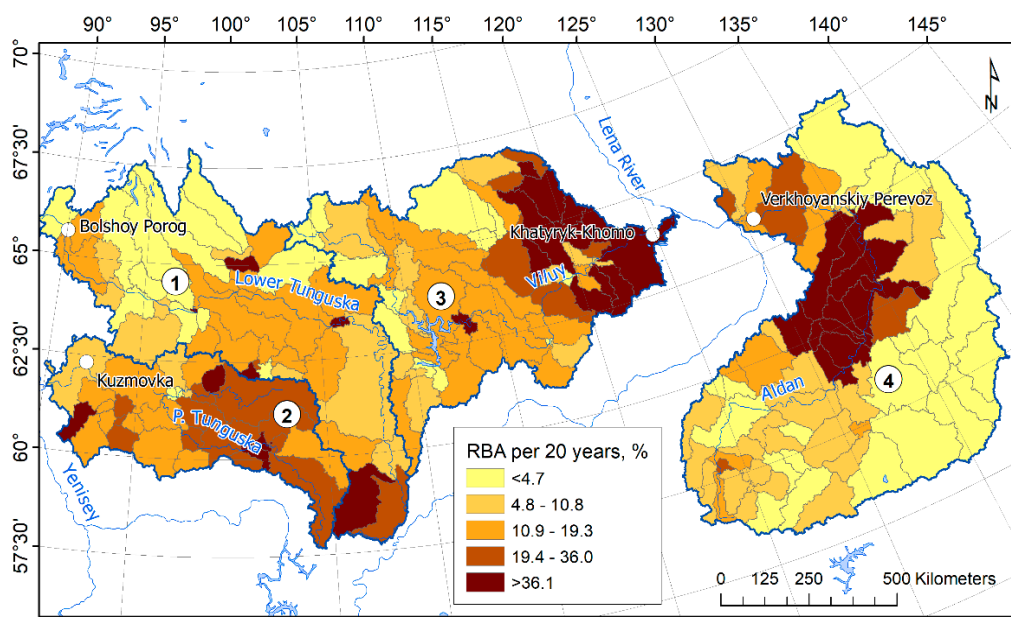 90° 95° 100° 105° 110° 115° 120° 125° 130° 135° 140° 145°
70°
67°30'
65°
62°30'
60°
57°30'
N
Lena River
Verkhoyanskiy Perevoz
Bolshoy Porog
Khatyryk-Khomo
1
Lower Tunguska
3
Viluy
Kuzmovka
4
Aldan
2
P. Tunguska
Yenisey
RBA per 20 years, %
<4.7
4.8 - 10.8
10.9 - 19.3
19.4 - 36.0
>36.1
0 125 250 500 Kilometers